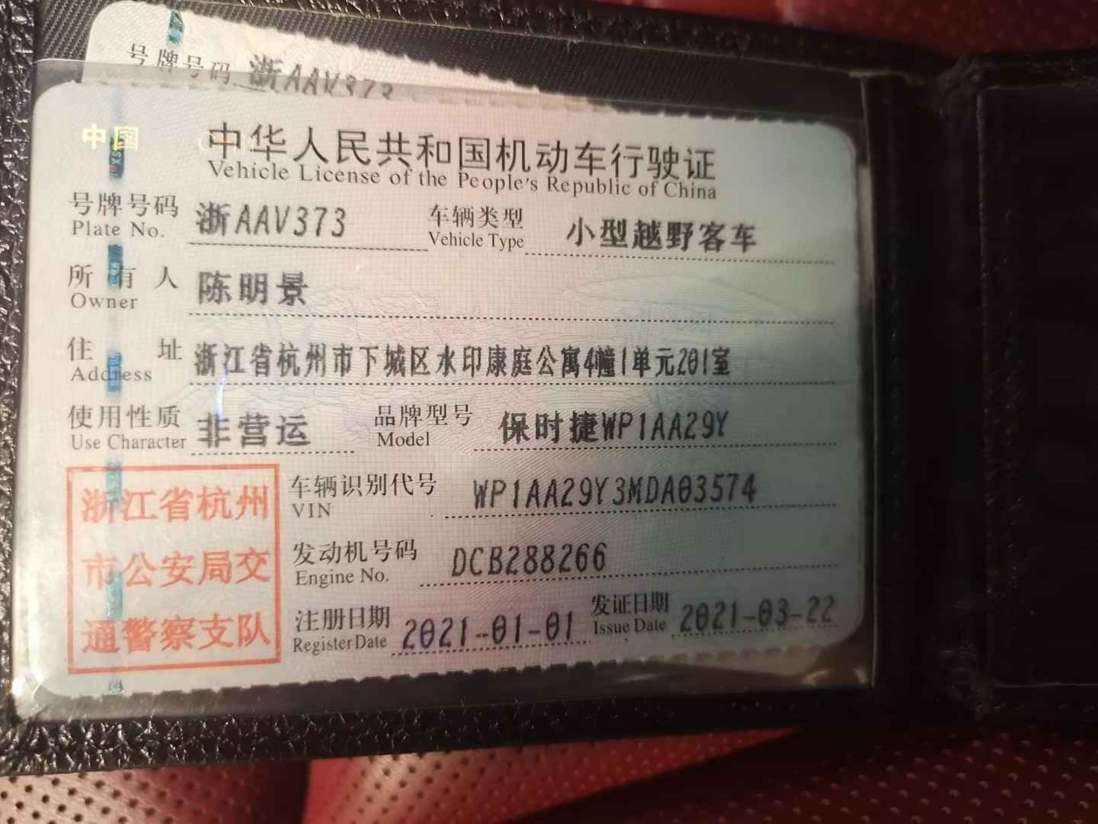 号牌号码 浙AAV373
中国
中华人民共和国机动车行驶证
Vehicle License of the People's Republic of China
号牌号码 浙AAV373 车辆类型 小型越野客车
Plate No. Vehicle Type
所有人 陈明景
Owner
住址 浙江省杭州市下城区水印康庭公寓4幢1单元201室
Address
使用性质 非营运 品牌型号 保时捷WP1AA29Y
Use Character Model
浙江省杭州
市公安局交
通警察支队
车辆识别代号 WP1AA29Y3MDA03574
VIN
发动机号码 DCB288266
Engine No.
注册日期 2021-01-01 发证日期 2021-03-22
Register Date Issue Date